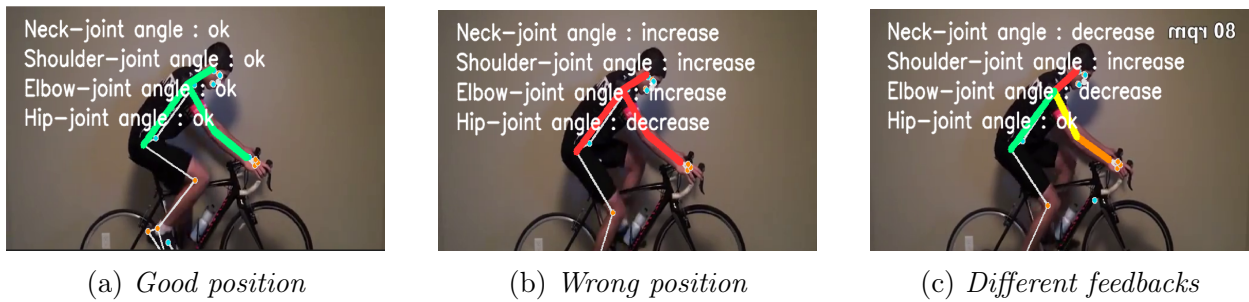 Neck-joint angle : ok
Shoulder-joint angle : ok
Elbow-joint angle : ok
Hip-joint angle : ok
(a) Good position
Neck-joint angle : increase
Shoulder-joint angle : increase
Elbow-joint angle : increase
Hip-joint angle : decrease
(b) Wrong position
Neck-joint angle : decrease
80 rpm
Shoulder-joint angle : increase
Elbow-joint angle : decrease
Hip-joint angle : ok
(c) Different feedbacks